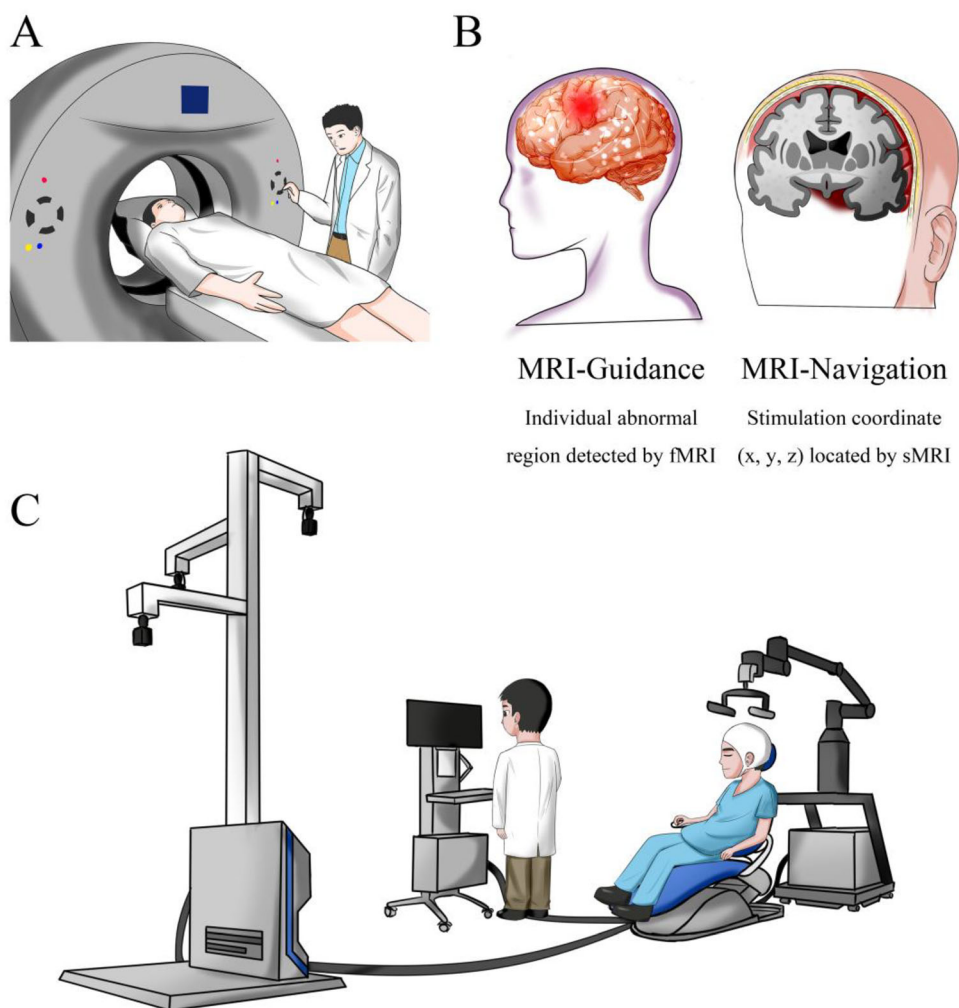 A
B
MRI-Guidance
Individual abnormal
region detected by fMRI
MRI-Navigation
Stimulation coordinate
(x, y, z) located by sMRI
C